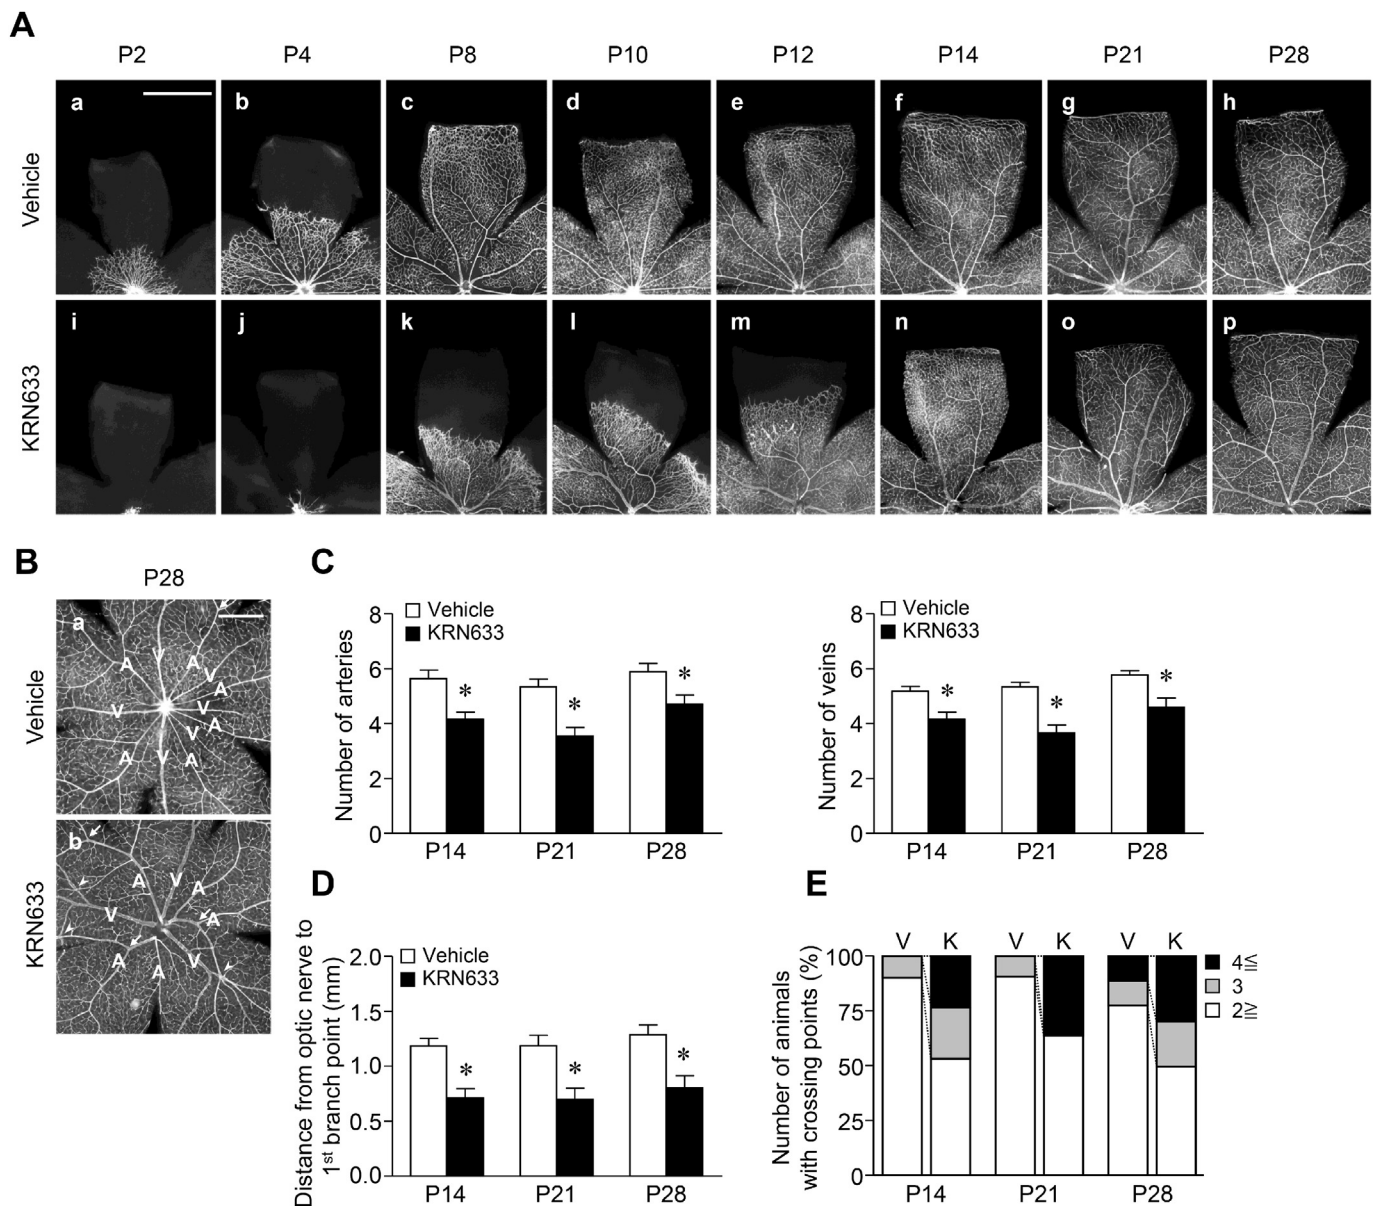 A
P2 P4 P8 P10 P12 P14 P21 P28
Vehicle
a b c d e f g h
KRN633
i j k l m n o p
B
P28
Vehicle
a
A V A V A V V A V A V A
KRN633
b
A V A V A A A V
C
Number of arteries
8
6
4
2
0
Vehicle
KRN633
* * *
P14 P21 P28
Number of veins
8
6
4
2
0
Vehicle
KRN633
* * *
P14 P21 P28
D
Distance from optic nerve to
1st branch point (mm)
2.0
1.5
1.0
0.5
0.0
Vehicle
KRN633
* * *
P14 P21 P28
E
Number of animals
with crossing points (%)
100
75
50
25
0
V K V K V K
4≦
3
2≧
P14 P21 P28